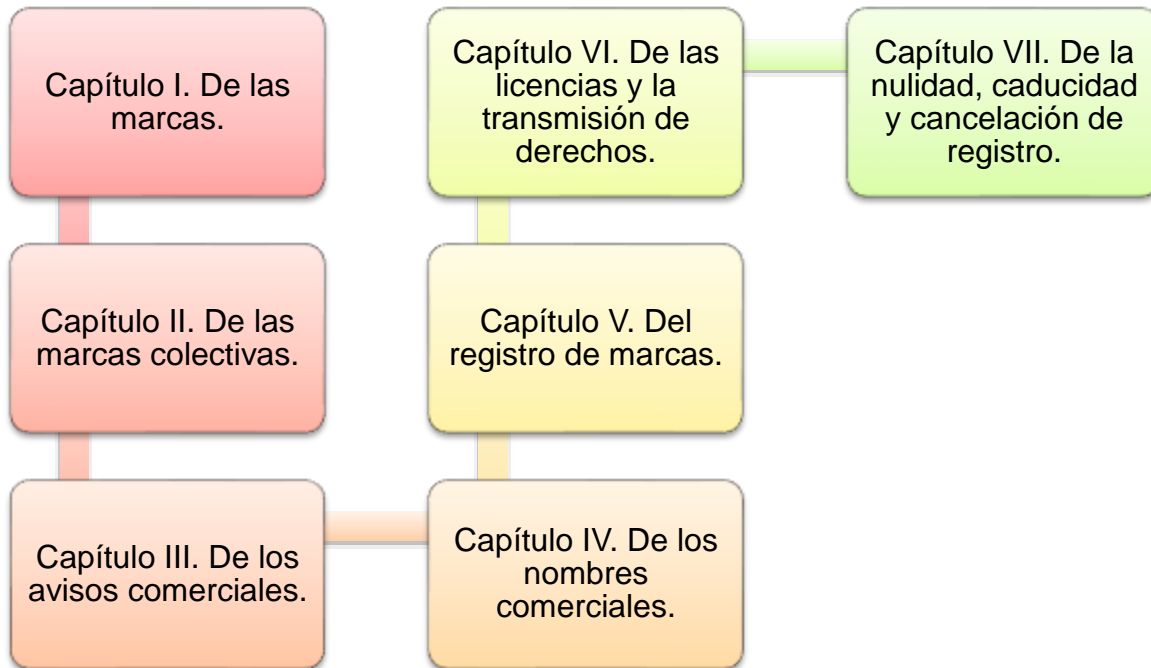 Capítulo I. De las
marcas.
Capítulo II. De las
marcas colectivas.
Capítulo III. De los
avisos comerciales.
Capítulo IV. De los
nombres
comerciales.
Capítulo V. Del
registro de marcas.
Capítulo VI. De las
licencias y la
transmisión de
derechos.
Capítulo VII. De la
nulidad, caducidad
y cancelación de
registro.